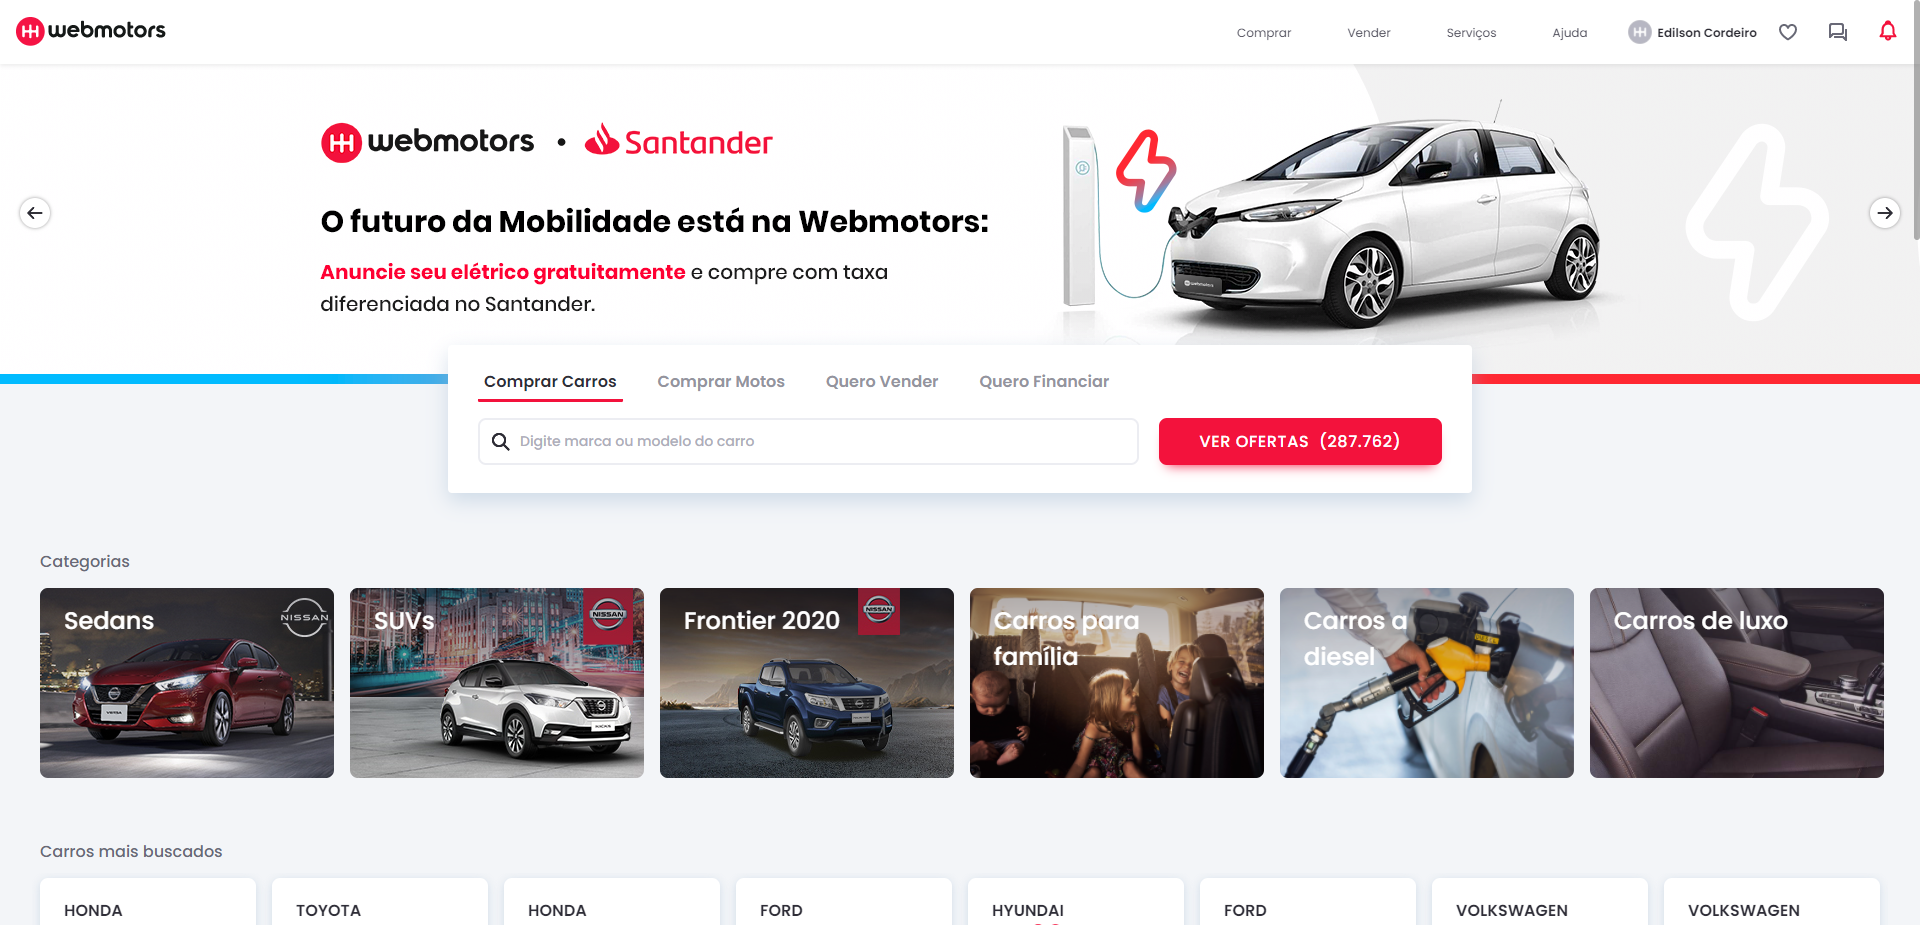 webmotors
Comprar
Vender
Serviços
Ajuda
Edilson Cordeiro
webmotors • Santander
O futuro da Mobilidade está na Webmotors:
Anuncie seu elétrico gratuitamente e compre com taxa
diferenciada no Santander.
webmotors
Comprar Carros
Comprar Motos
Quero Vender
Quero Financiar
Digite marca ou modelo do carro
VER OFERTAS (287.762)
Categorias
Sedans
NISSAN
VERSA
SUVs
NISSAN
KICKS
Frontier 2020
NISSAN
Carros para
família
Carros a
diesel
Carros de luxo
Carros mais buscados
HONDA
TOYOTA
HONDA
FORD
HYUNDAI
FORD
VOLKSWAGEN
VOLKSWAGEN